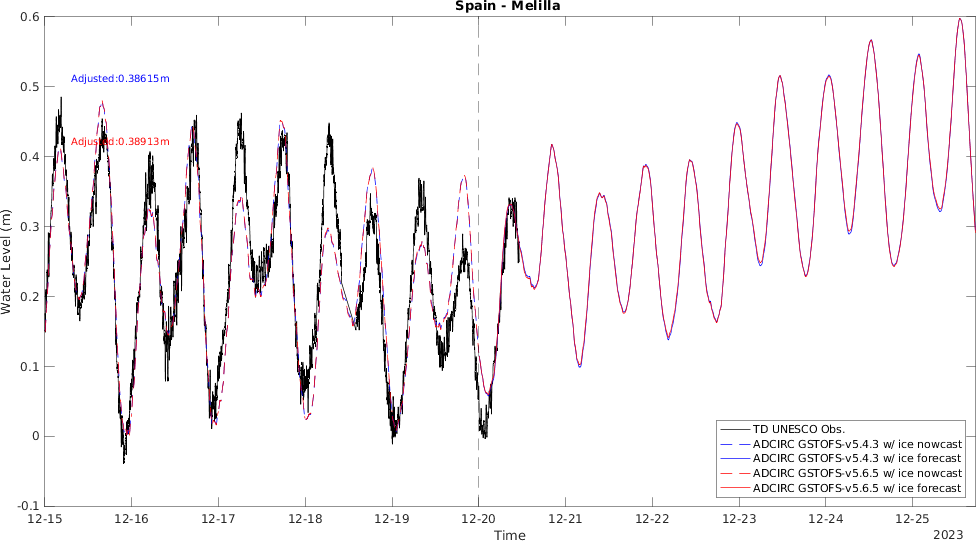 Spain - Melilla
0.6
0.5
0.4
0.3
0.2
0.1
0
-0.1
Water Level (m)
Adjusted:0.38615m
Adjusted:0.38913m
TD UNESCO Obs.
ADCIRC GSTOFS-v5.4.3 w/ ice nowcast
ADCIRC GSTOFS-v5.4.3 w/ ice forecast
ADCIRC GSTOFS-v5.6.5 w/ ice nowcast
ADCIRC GSTOFS-v5.6.5 w/ ice forecast
12-15 12-16 12-17 12-18 12-19 12-20 12-21 12-22 12-23 12-24 12-25
Time
2023